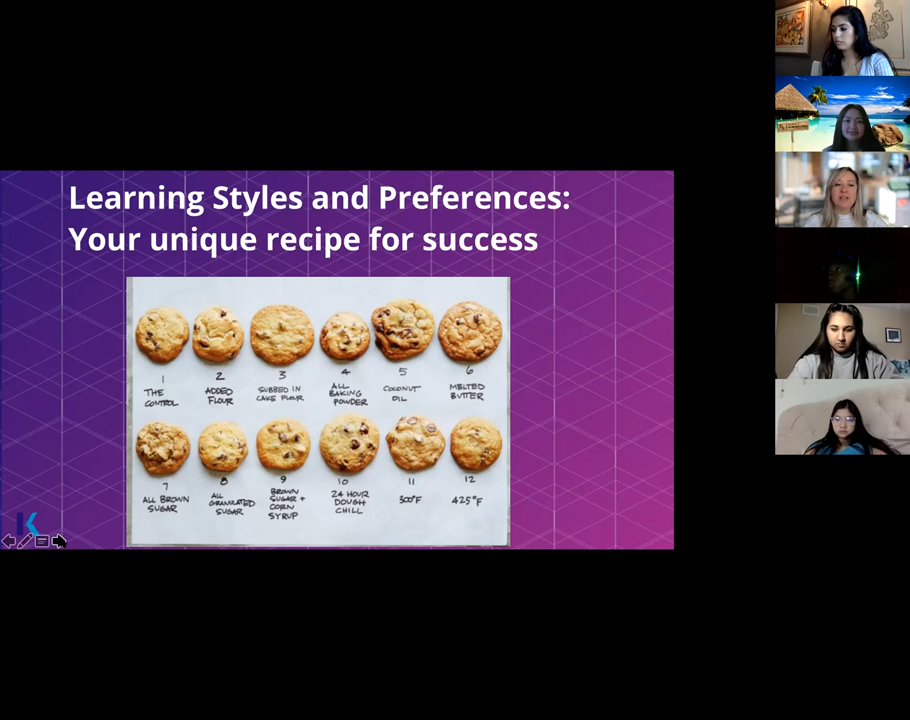 Learning Styles and Preferences:
Your unique recipe for success
1 2 3 4 5 6
THE CONTROL
ADDED FLOUR
SUBBED IN CAKE FLOUR
ALL BAKING POWDER
COCONUT OIL
MELTED BUTTER
7 8 9 10 11 12
ALL BROWN SUGAR
ALL GRANULATED SUGAR
BROWN SUGAR + CORN SYRUP
24 HOUR DOUGH CHILL
300°F
425°F
K